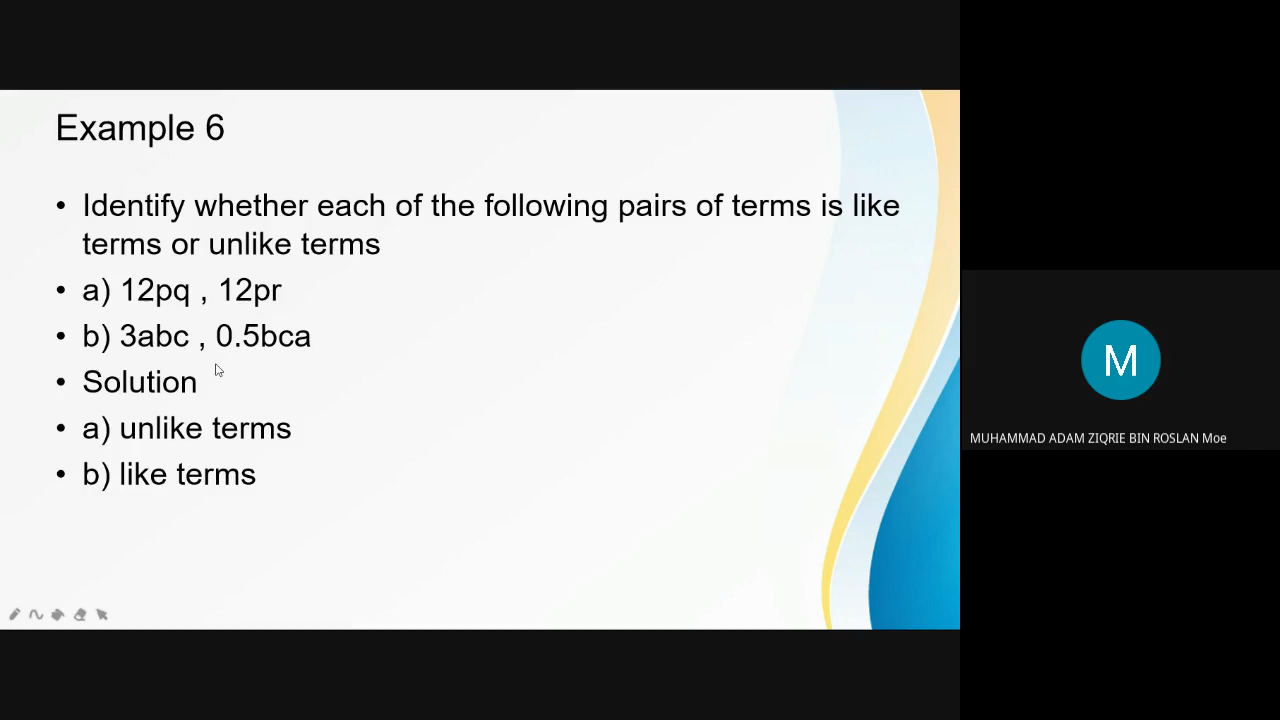 Example 6
• Identify whether each of the following pairs of terms is like
terms or unlike terms
• a) 12pq , 12pr
• b) 3abc , 0.5bca
• Solution
• a) unlike terms
• b) like terms
M
MUHAMMAD ADAM ZIQRIE BIN ROSLAN Moe